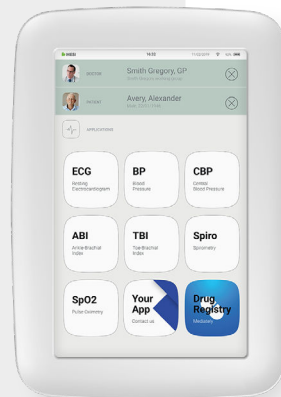 14:35
DOCTOR
Smith Gregory, GP
PATIENT
Avery, Alexander
APPLICATIONS
ECG
Resting
Electrocardiogram
BP
Blood
Pressure
CBP
Central
Blood Pressure
ABI
Ankle-Brachial
Index
TBI
Toe-Brachial
Index
Spiro
Spirometry
SpO2
Pulse Oximetry
Your
App
Contact us
Drug
Registry
Medicines